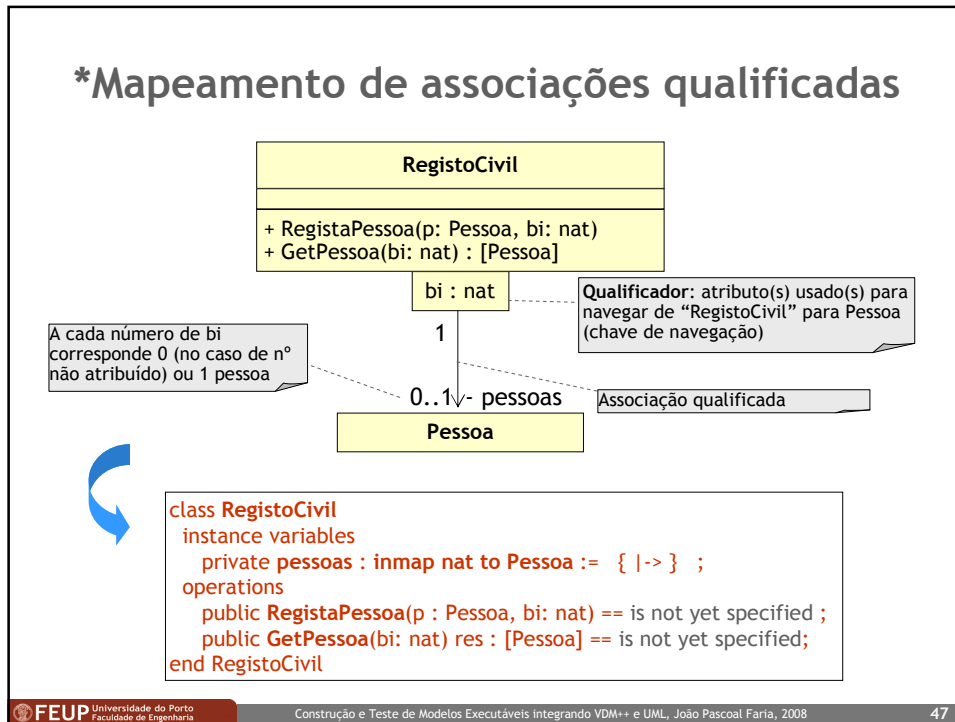 *Mapeamento de associações qualificadas
RegistoCivil
+ RegistaPessoa(p: Pessoa, bi: nat)
+ GetPessoa(bi: nat) : [Pessoa]
bi : nat
Qualificador: atributo(s) usado(s) para
navegar de “RegistoCivil” para Pessoa
(chave de navegação)
1
A cada número de bi
corresponde 0 (no caso de nº
não atribuído) ou 1 pessoa
0..1 - pessoas
Associação qualificada
Pessoa
class RegistoCivil
instance variables
private pessoas : inmap nat to Pessoa := { |-> } ;
operations
public RegistaPessoa(p : Pessoa, bi: nat) == is not yet specified ;
public GetPessoa(bi: nat) res : [Pessoa] == is not yet specified;
end RegistoCivil
FEUP Universidade do Porto
Faculdade de Engenharia
Construção e Teste de Modelos Executáveis integrando VDM++ e UML, João Pascoal Faria, 2008
47